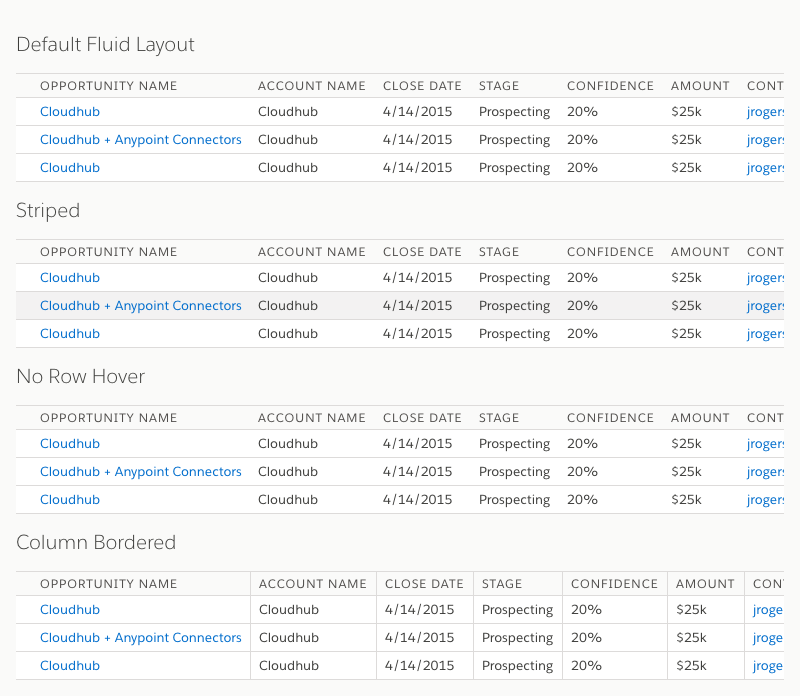 Default Fluid Layout
OPPORTUNITY NAME ACCOUNT NAME CLOSE DATE STAGE CONFIDENCE AMOUNT CONT
Cloudhub Cloudhub 4/14/2015 Prospecting 20% $25k jrogers
Cloudhub + Anypoint Connectors Cloudhub 4/14/2015 Prospecting 20% $25k jrogers
Cloudhub Cloudhub 4/14/2015 Prospecting 20% $25k jrogers
Striped
OPPORTUNITY NAME ACCOUNT NAME CLOSE DATE STAGE CONFIDENCE AMOUNT CONT
Cloudhub Cloudhub 4/14/2015 Prospecting 20% $25k jrogers
Cloudhub + Anypoint Connectors Cloudhub 4/14/2015 Prospecting 20% $25k jrogers
Cloudhub Cloudhub 4/14/2015 Prospecting 20% $25k jrogers
No Row Hover
OPPORTUNITY NAME ACCOUNT NAME CLOSE DATE STAGE CONFIDENCE AMOUNT CONT
Cloudhub Cloudhub 4/14/2015 Prospecting 20% $25k jrogers
Cloudhub + Anypoint Connectors Cloudhub 4/14/2015 Prospecting 20% $25k jrogers
Cloudhub Cloudhub 4/14/2015 Prospecting 20% $25k jrogers
Column Bordered
OPPORTUNITY NAME ACCOUNT NAME CLOSE DATE STAGE CONFIDENCE AMOUNT CON
Cloudhub Cloudhub 4/14/2015 Prospecting 20% $25k jroge
Cloudhub + Anypoint Connectors Cloudhub 4/14/2015 Prospecting 20% $25k jroge
Cloudhub Cloudhub 4/14/2015 Prospecting 20% $25k jroge